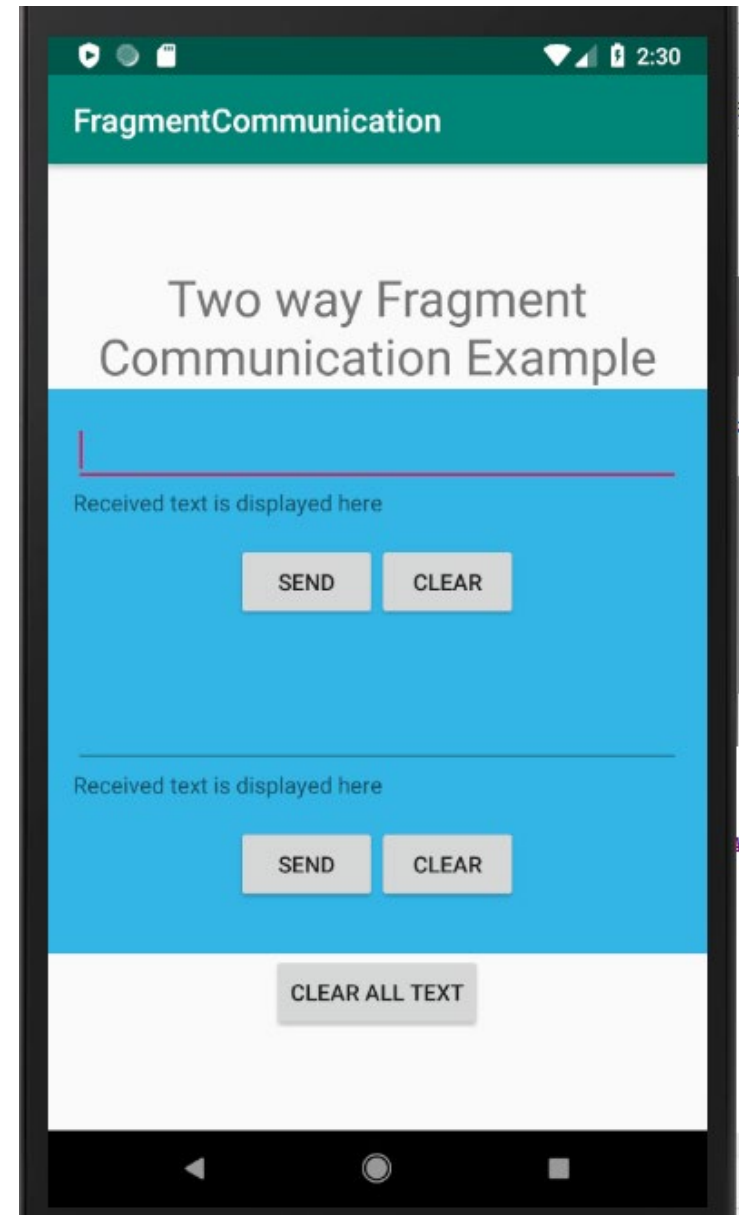 2:30
FragmentCommunication
Two way Fragment
Communication Example
Received text is displayed here
SEND CLEAR
Received text is displayed here
SEND CLEAR
CLEAR ALL TEXT